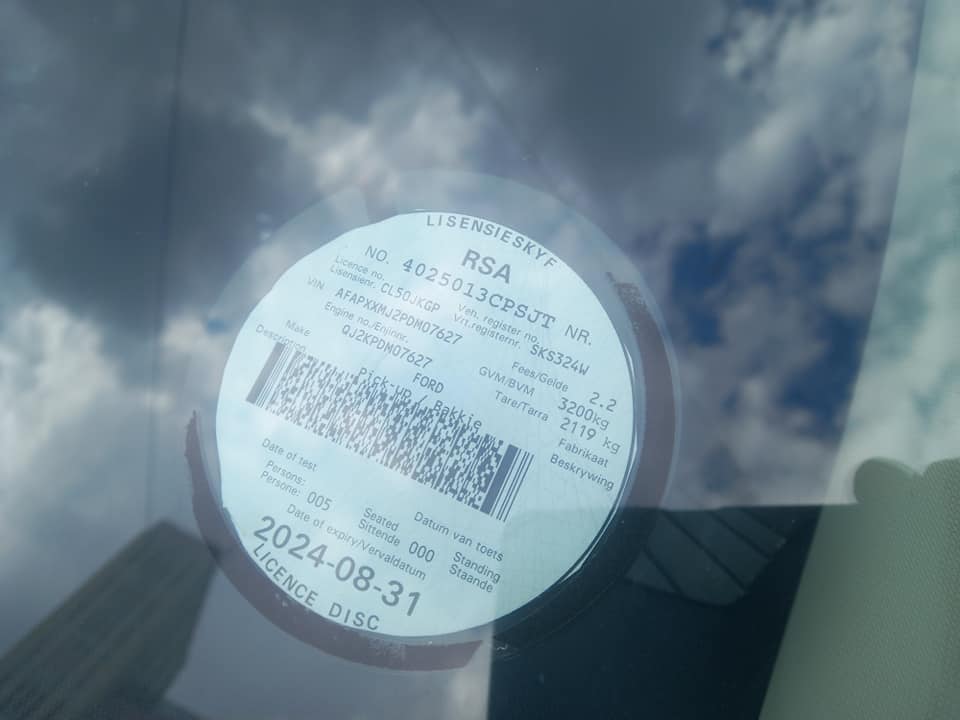 LISENSIESKYF
RSA
NO. 4025013CPSJT NR.
Licence no. CL50JKGP Veh. register no. SKS324W
Lisensienr. Vrt.registernr.
VIN AFAPXXMJ2PDM07627 Fees/Gelde 2.2
Engine no./Enjinnr. GVM/BVM 3200kg
QJ2KPDM07627 Tare/Tarra 2119 kg
Make FORD Fabrikaat
Description Pick-up / Bakkie Beskrywing
Date of test Datum van toets
Persons: 005 Seated 000 Standing
Persone: Sittende Staande
Date of expiry/Vervaldatum
2024-08-31
LICENCE DISC